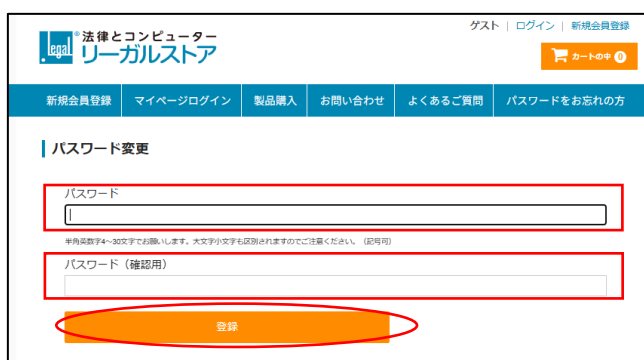 ゲスト | ログイン | 新規会員登録
.legal® 法律とコンピューター
リーガルストア
カートの中 0
新規会員登録 マイページログイン 製品購入 お問い合わせ よくあるご質問 パスワードをお忘れの方
パスワード変更
パスワード
半角英数字4～30文字でお願いします。大文字小文字も区別されますのでご注意ください。（記号可）
パスワード（確認用）
登録